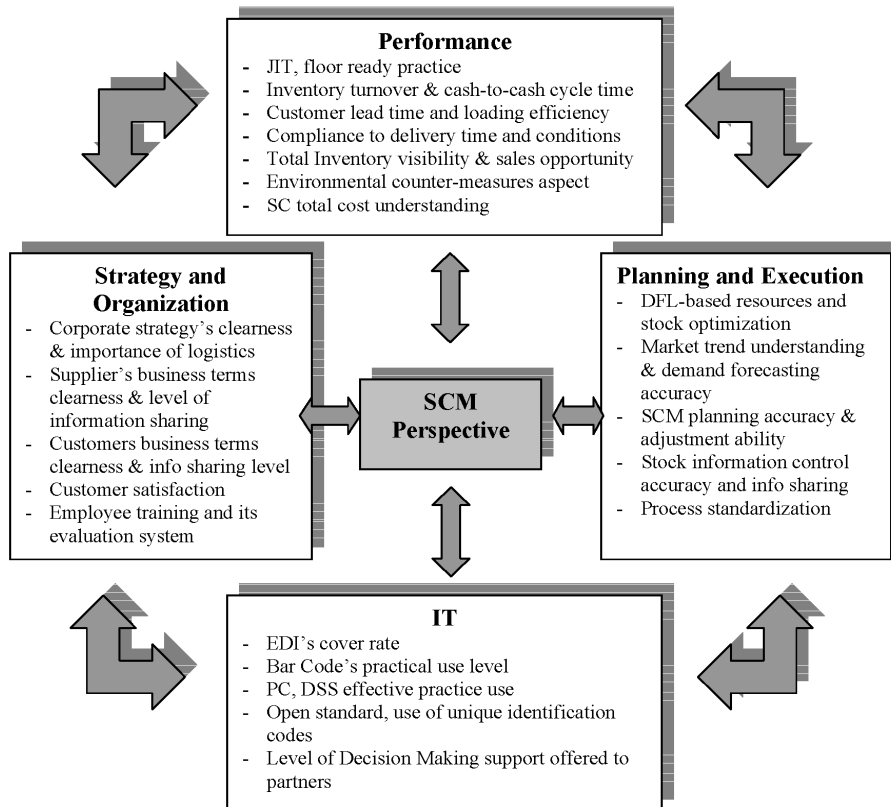 Performance
- JIT, floor ready practice
- Inventory turnover & cash-to-cash cycle time
- Customer lead time and loading efficiency
- Compliance to delivery time and conditions
- Total Inventory visibility & sales opportunity
- Environmental counter-measures aspect
- SC total cost understanding
Strategy and
Organization
- Corporate strategy's clearness
& importance of logistics
- Supplier's business terms
clearness & level of
information sharing
- Customers business terms
clearness & info sharing level
- Customer satisfaction
- Employee training and its
evaluation system
SCM
Perspective
Planning and Execution
- DFL-based resources and
stock optimization
- Market trend understanding
& demand forecasting
accuracy
- SCM planning accuracy &
adjustment ability
- Stock information control
accuracy and info sharing
- Process standardization
IT
- EDI's cover rate
- Bar Code's practical use level
- PC, DSS effective practice use
- Open standard, use of unique identification
codes
- Level of Decision Making support offered to
partners